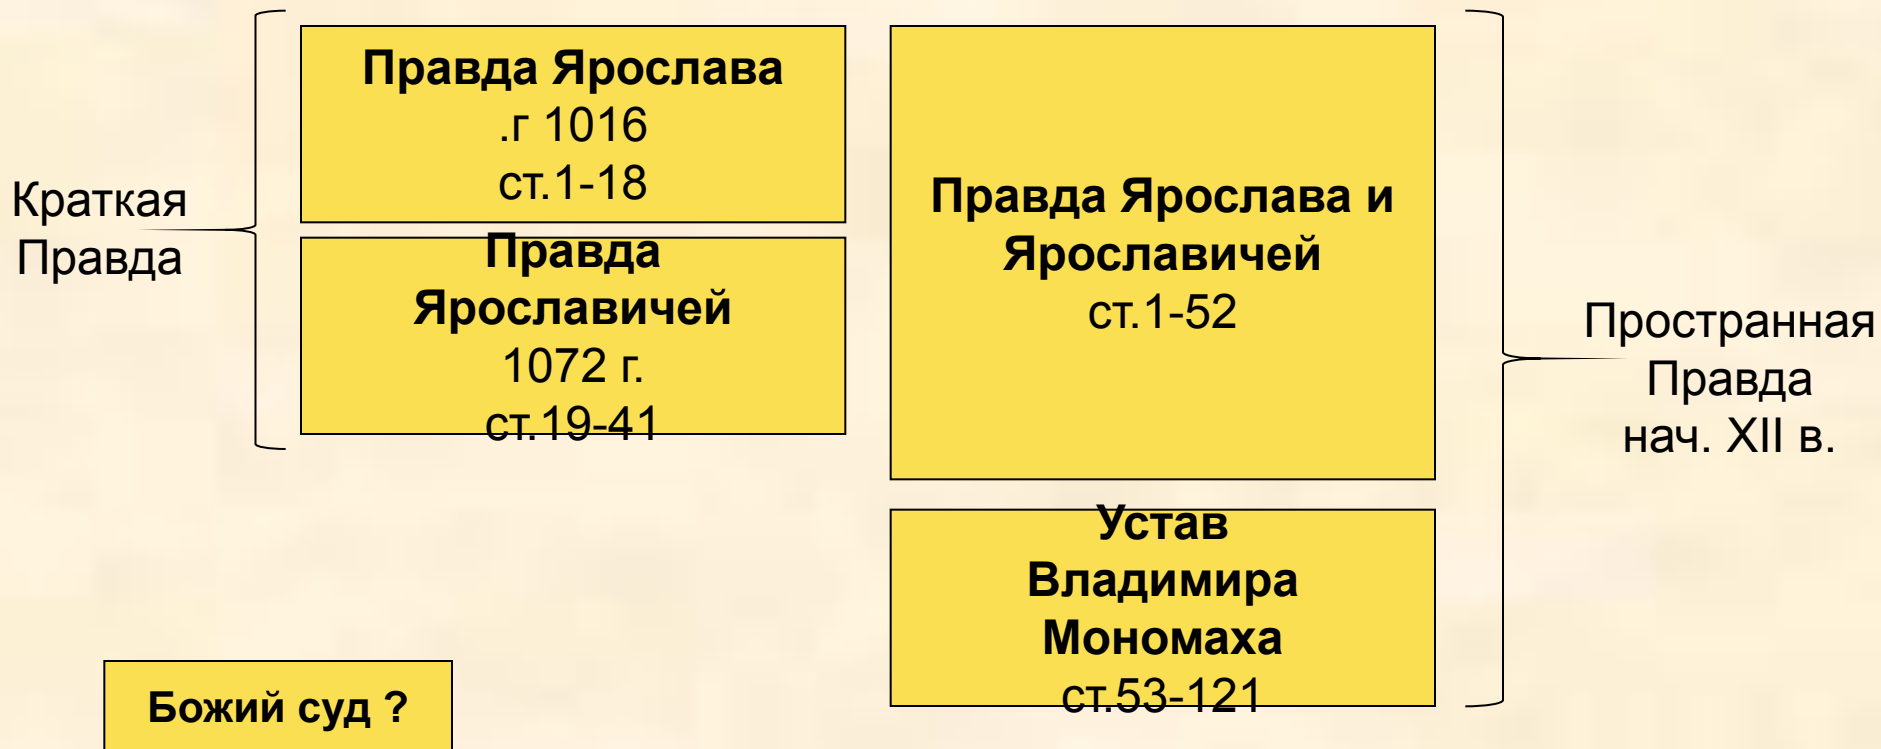 Краткая
Правда
Правда Ярослава
.г 1016
ст.1-18
Правда
Ярославичей
1072 г.
ст.19-41
Правда Ярослава и
Ярославичей
ст.1-52
Устав
Владимира
Мономаха
ст.53-121
Пространная
Правда
нач. XII в.
Божий суд ?